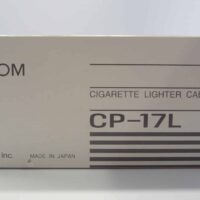 OM
CIGARETTE LIGHTER CA
CP-17L
inc. MADE IN JAPAN